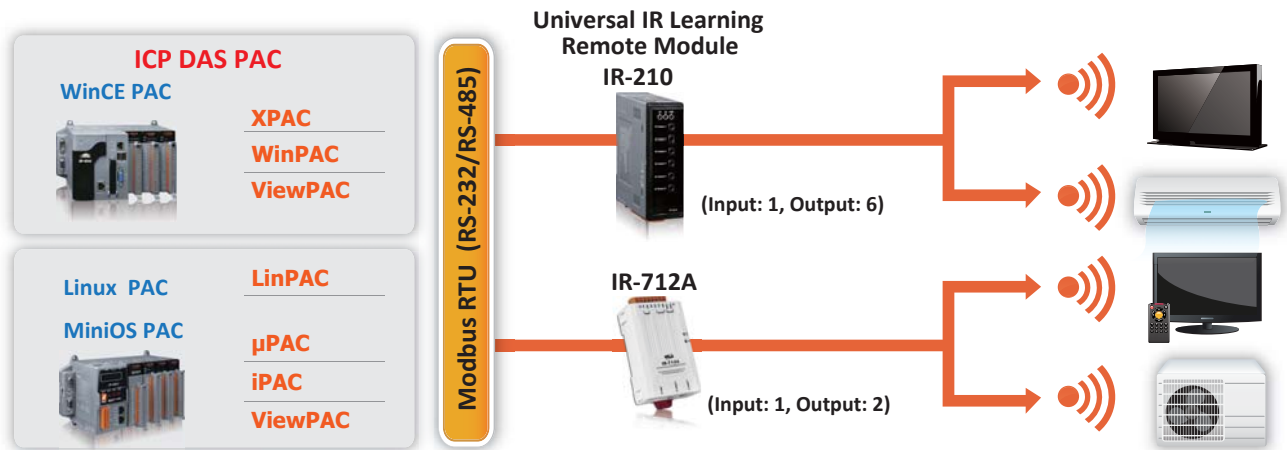 ICP DAS PAC
WinCE PAC
XPAC
WinPAC
ViewPAC
Linux PAC
LinPAC
MiniOS PAC
µPAC
iPAC
ViewPAC
Modbus RTU (RS-232/RS-485)
Universal IR Learning
Remote Module
IR-210
(Input: 1, Output: 6)
IR-712A
IR-712A
(Input: 1, Output: 2)